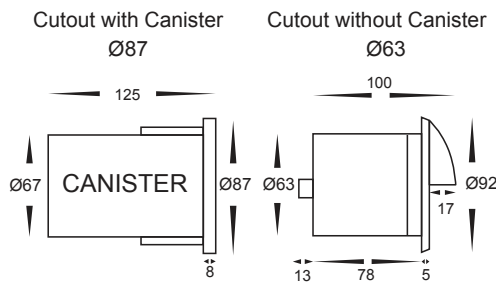 Cutout with Canister
Ø87
125
Ø67
CANISTER
Ø87
8
Cutout without Canister
Ø63
100
Ø63
Ø92
17
13
78
5